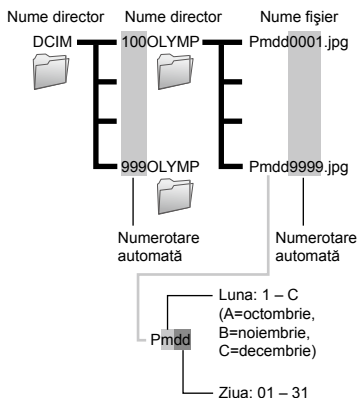 Nume director Nume director Nume fişier
DCIM 100OLYMP Pmdd0001.jpg
999OLYMP Pmdd9999.jpg
Numerotare automată
Numerotare automată
Luna: 1 – C
(A=octombrie,
B=noiembrie,
C=decembrie)
Pmdd
Ziua: 01 – 31